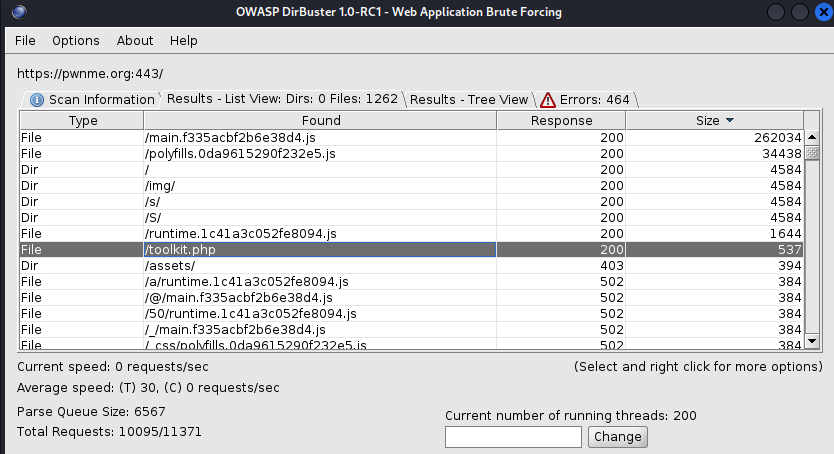 OWASP DirBuster 1.0-RC1 - Web Application Brute Forcing
File Options About Help
https://pwnme.org:443/
Scan Information Results - List View: Dirs: 0 Files: 1262 Results - Tree View Errors: 464
Type Found Response Size
File /main.f335acbf2b6e38d4.js 200 262034
File /polyfills.0da9615290f232e5.js 200 34438
Dir / 200 4584
Dir /img/ 200 4584
Dir /s/ 200 4584
Dir /S/ 200 4584
File /runtime.1c41a3c052fe8094.js 200 1644
File /toolkit.php 200 537
Dir /assets/ 403 394
File /a/runtime.1c41a3c052fe8094.js 502 384
File /@/main.f335acbf2b6e38d4.js 502 384
File /50/runtime.1c41a3c052fe8094.js 502 384
File /_/main.f335acbf2b6e38d4.js 502 384
File /_css/polyfills.0da9615290f232e5.js 502 384
Current speed: 0 requests/sec (Select and right click for more options)
Average speed: (T) 30, (C) 0 requests/sec
Parse Queue Size: 6567
Total Requests: 10095/11371
Current number of running threads: 200
Change